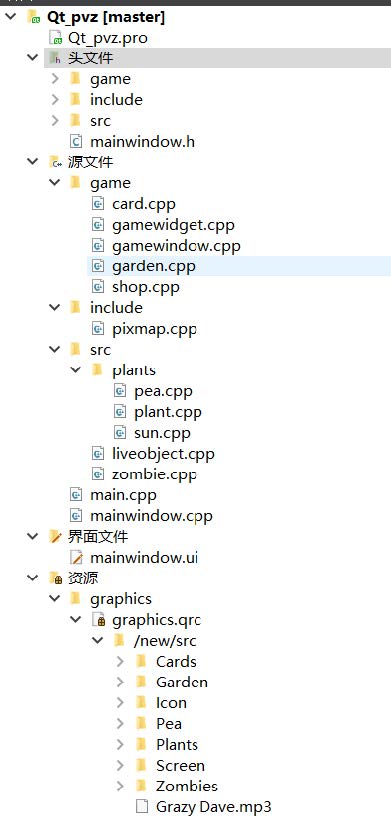 Qt_pvz [master]
Qt_pvz.pro
头文件
game
include
src
mainwindow.h
源文件
game
card.cpp
gamewidget.cpp
gamewindow.cpp
garden.cpp
shop.cpp
include
pixmap.cpp
src
plants
pea.cpp
plant.cpp
sun.cpp
liveobject.cpp
zombie.cpp
main.cpp
mainwindow.cpp
界面文件
mainwindow.ui
资源
graphics
graphics.qrc
/new/src
Cards
Garden
Icon
Pea
Plants
Screen
Zombies
Grazy Dave.mp3